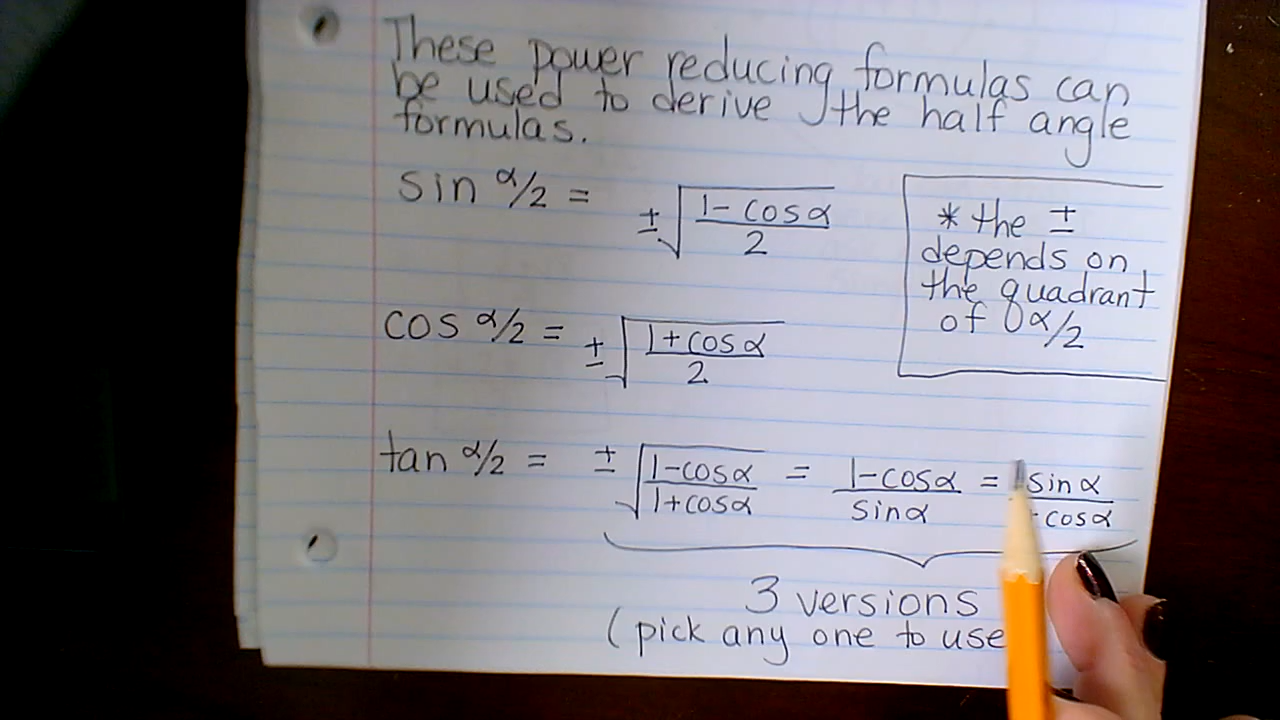 These power reducing formulas can
be used to derive the half angle
formulas.
sin α/2 = ± √((1 - cos α)/2)
* the ±
depends on
the quadrant
of α/2
cos α/2 = ± √((1 + cos α)/2)
tan α/2 = ± √((1 - cos α)/(1 + cos α)) = (1 - cos α)/(sin α) = sin α/cos α
3 versions
(pick any one to use